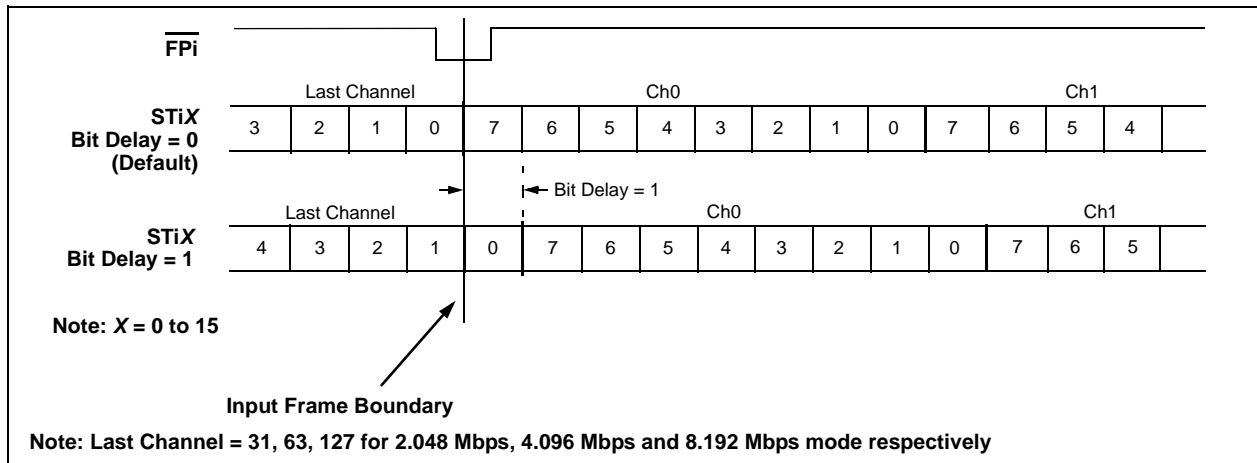 FPi
Last Channel Ch0 Ch1
STiX
Bit Delay = 0
(Default)
3 2 1 0 7 6 5 4 3 2 1 0 7 6 5 4
Bit Delay = 1
Last Channel Ch0 Ch1
STiX
Bit Delay = 1
4 3 2 1 0 7 6 5 4 3 2 1 0 7 6 5
Note: X = 0 to 15
Input Frame Boundary
Note: Last Channel = 31, 63, 127 for 2.048 Mbps, 4.096 Mbps and 8.192 Mbps mode respectively